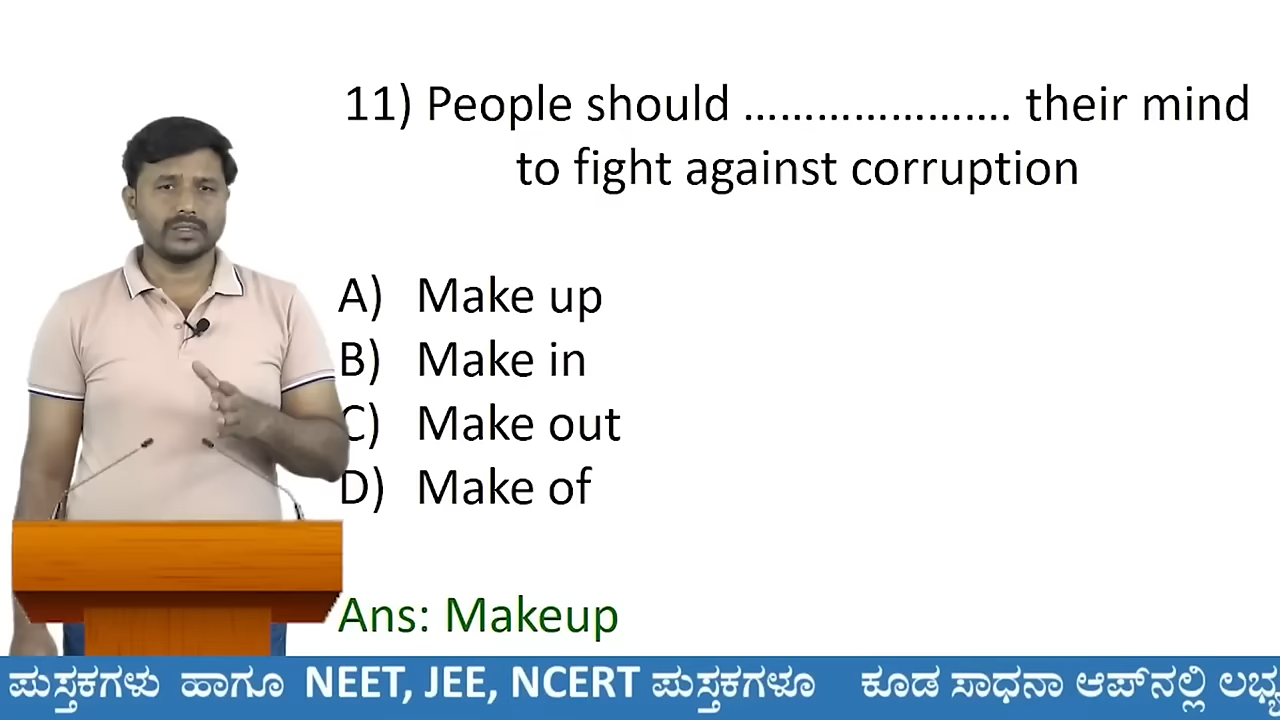 11) People should …………………. their mind
to fight against corruption
A) Make up
B) Make in
C) Make out
D) Make of
Ans: Makeup
ಪುಸ್ತಕಗಳು ಹಾಗೂ NEET, JEE, NCERT ಪುಸ್ತಕಗಳೂ ಕೂಡ ಸಾಧನಾ ಆಪ್‌ನಲ್ಲಿ ಲಭ್ಯ